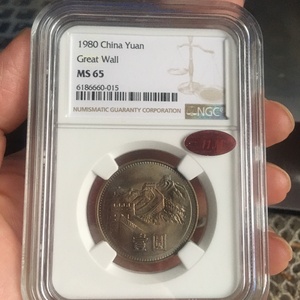 1980 China Yuan
Great Wall
MS 65
6186660-015
NUMISMATIC GUARANTY CORPORATION
NGC
壹圆